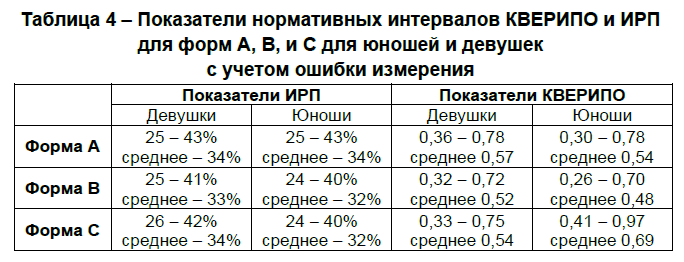 Таблица 4 – Показатели нормативных интервалов КВЕРИПО и ИРП
для форм А, В, и С для юношей и девушек
с учетом ошибки измерения
Показатели ИРП Показатели КВЕРИПО
Девушки Юноши Девушки Юноши
Форма А
25 – 43% 25 – 43% 0,36 – 0,78 0,30 – 0,78
среднее – 34% среднее – 34% среднее 0,57 среднее 0,54
Форма В
25 – 41% 24 – 40% 0,32 – 0,72 0,26 – 0,70
среднее – 33% среднее – 32% среднее 0,52 среднее 0,48
Форма С
26 – 42% 24 – 40% 0,33 – 0,75 0,41 – 0,97
среднее – 34% среднее – 32% среднее 0,54 среднее 0,69